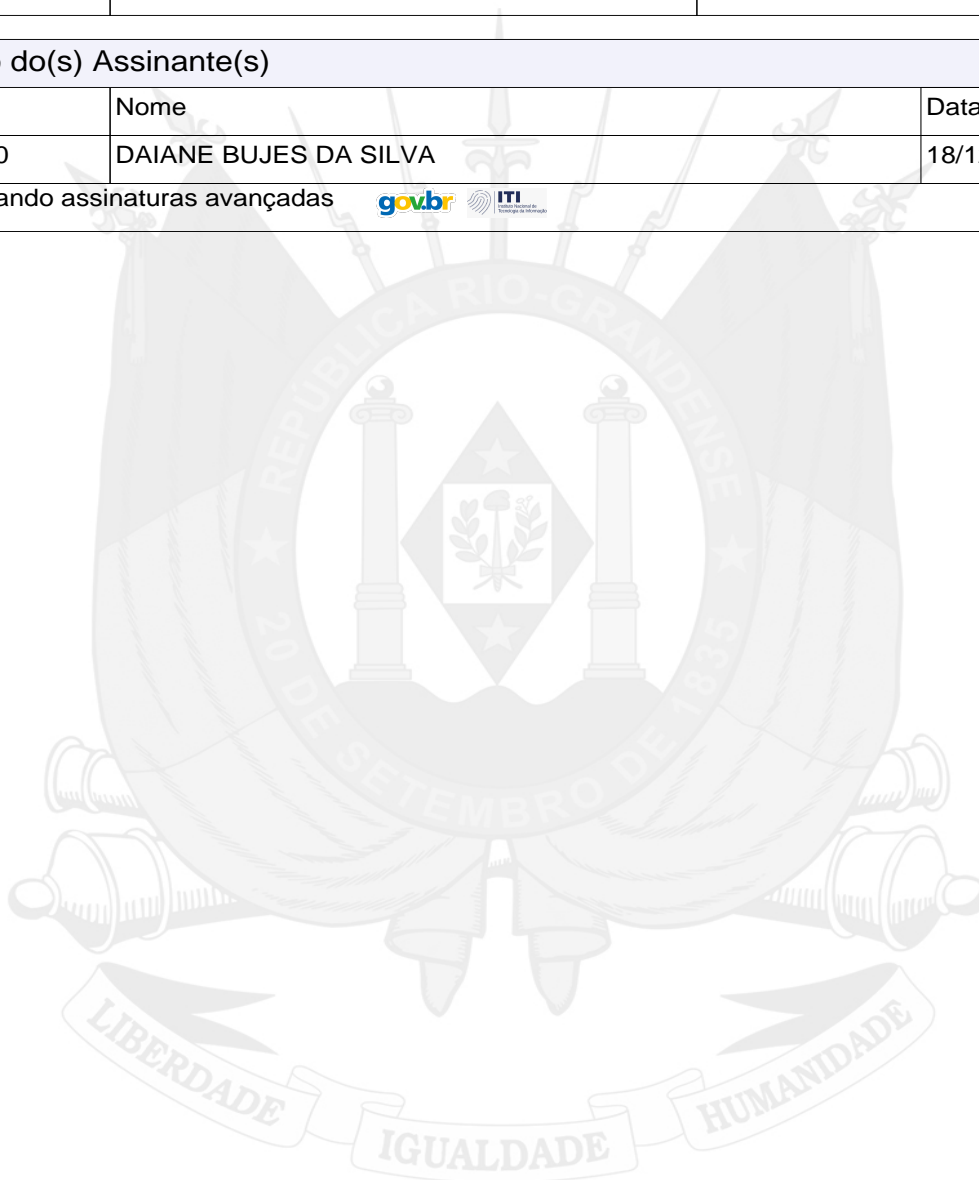 do(s) Assinante(s)
Nome
Data
0
DAIANE BUJES DA SILVA
18/1
ando assinaturas avançadas
gov.br
ITI
REPÚBLICA RIO-GRANDENSE
20 DE SETEMBRO DE 1835
LIBERDADE
IGUALDADE
HUMANIDADE